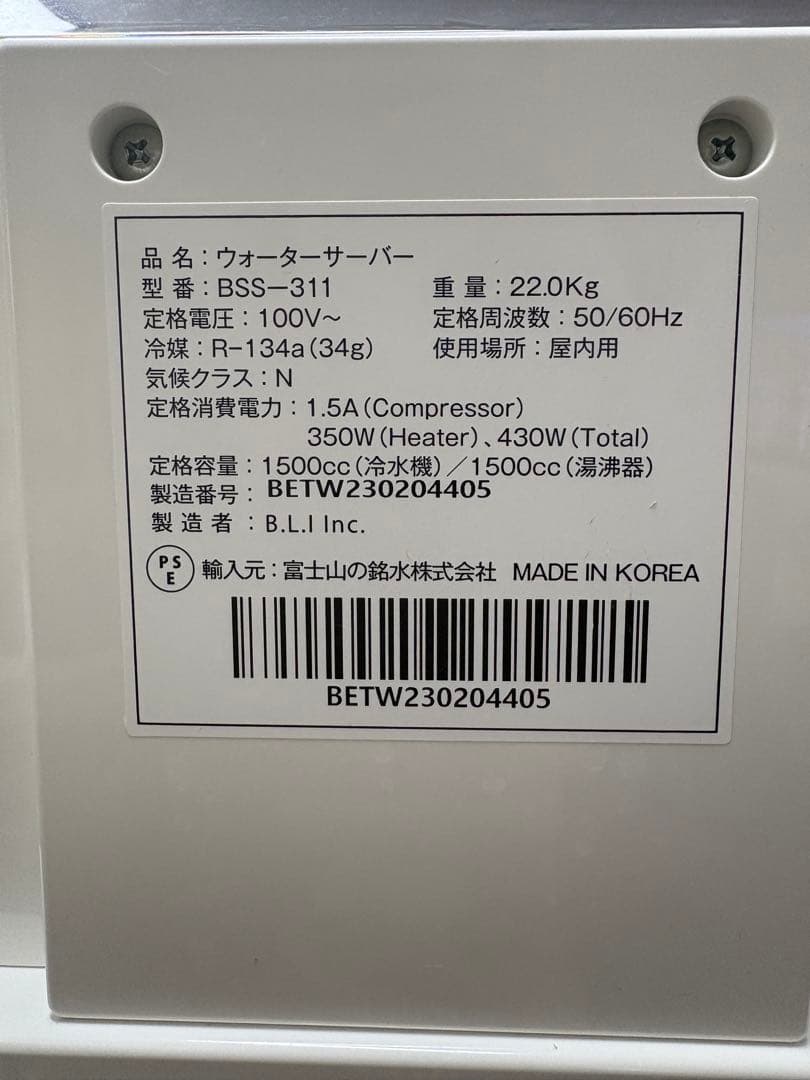 品 名：ウォーターサーバー
型 番：BSS－311　重 量：22.0Kg
定格電圧：100V～　定格周波数：50/60Hz
冷媒：R-134a(34g)　使用場所：屋内用
気候クラス：N
定格消費電力：1.5A(Compressor)
350W(Heater)、430W(Total)
定格容量：1500cc(冷水機)／1500cc(湯沸器)
製造番号：BETW230204405
製 造 者：B.L.I Inc.
PSE 輸入元：富士山の銘水株式会社　MADE IN KOREA
BETW230204405